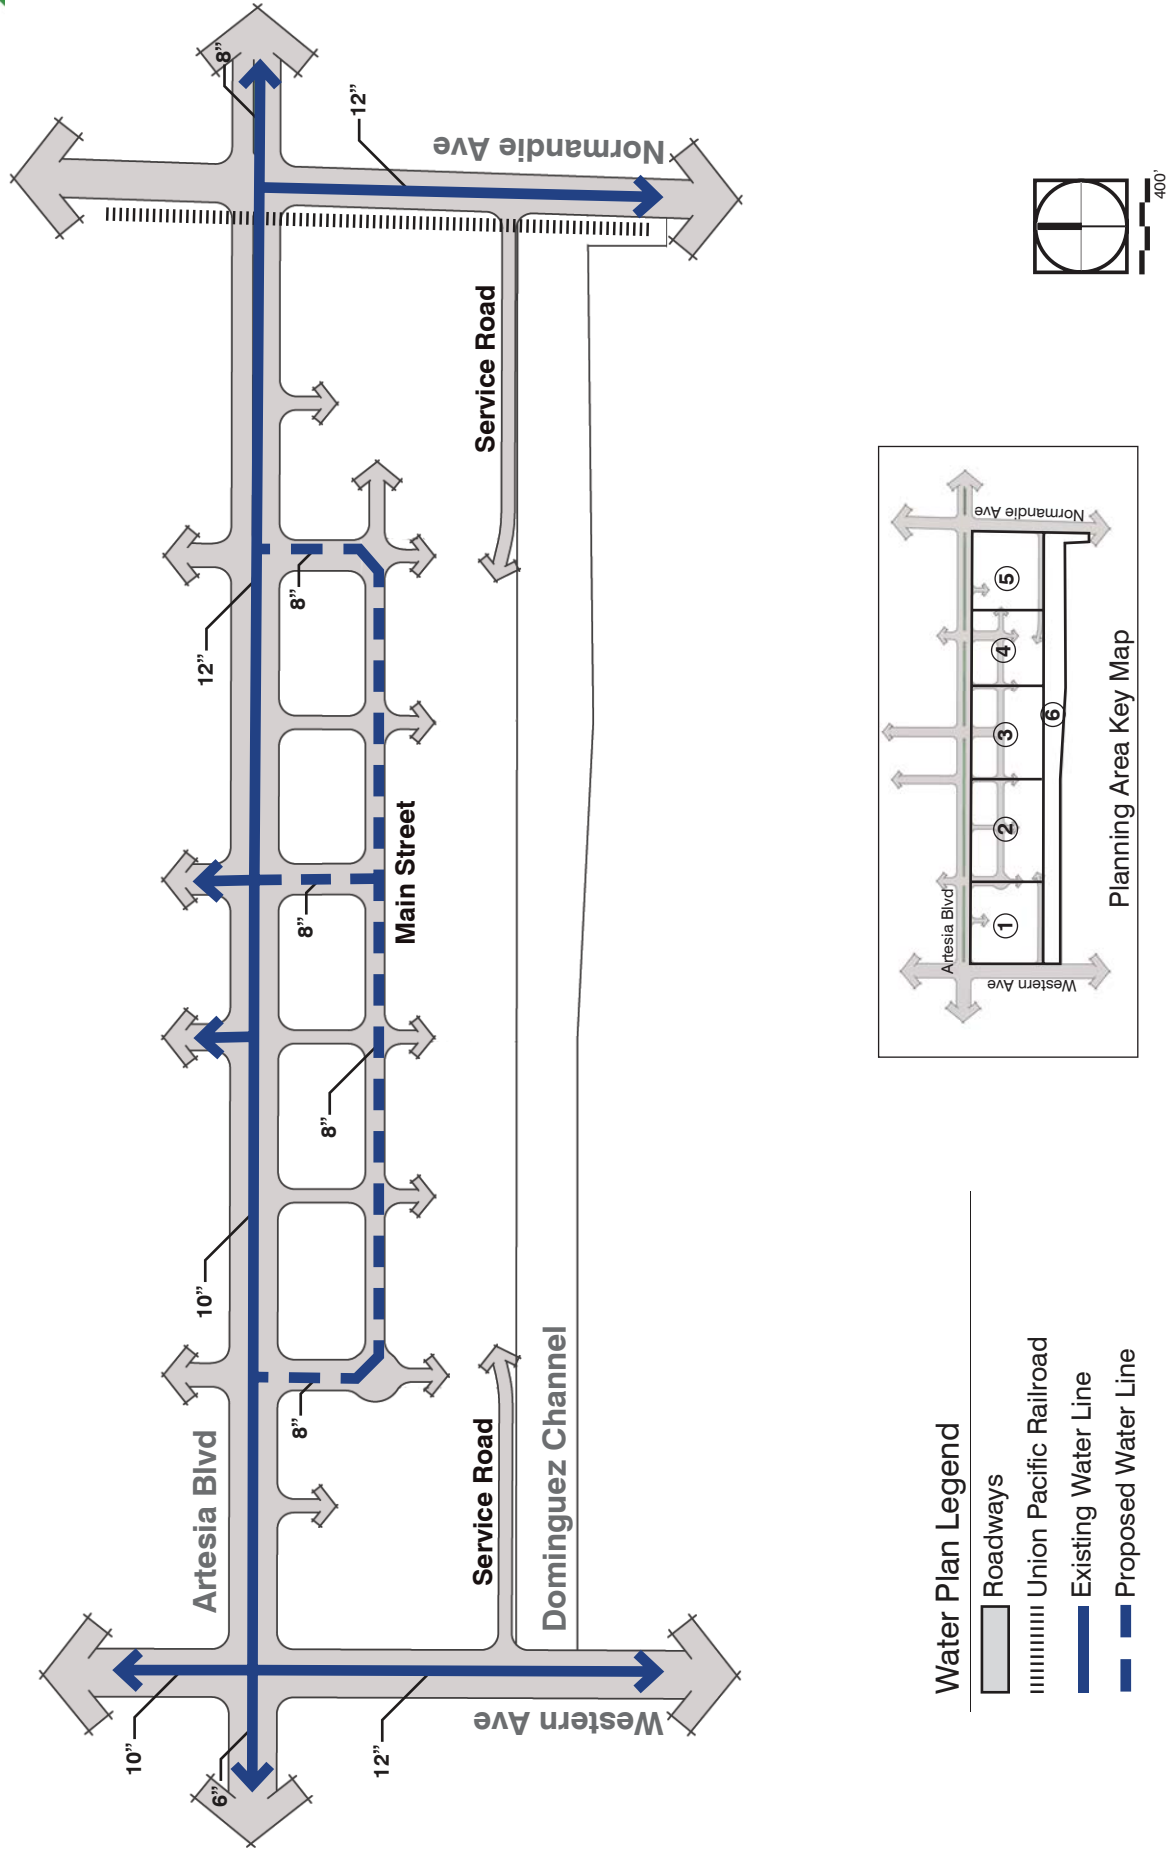 8”
12”
Normandie Ave
Service Road
12”
8”
8”
Main Street
8”
10”
8”
Artesia Blvd
Service Road
Dominguez Channel
10”
6”
12”
Western Ave
400’
Artesia Blvd
Western Ave
Normandie Ave
1
2
3
4
5
6
Planning Area Key Map
Water Plan Legend
Roadways
Union Pacific Railroad
Existing Water Line
Proposed Water Line